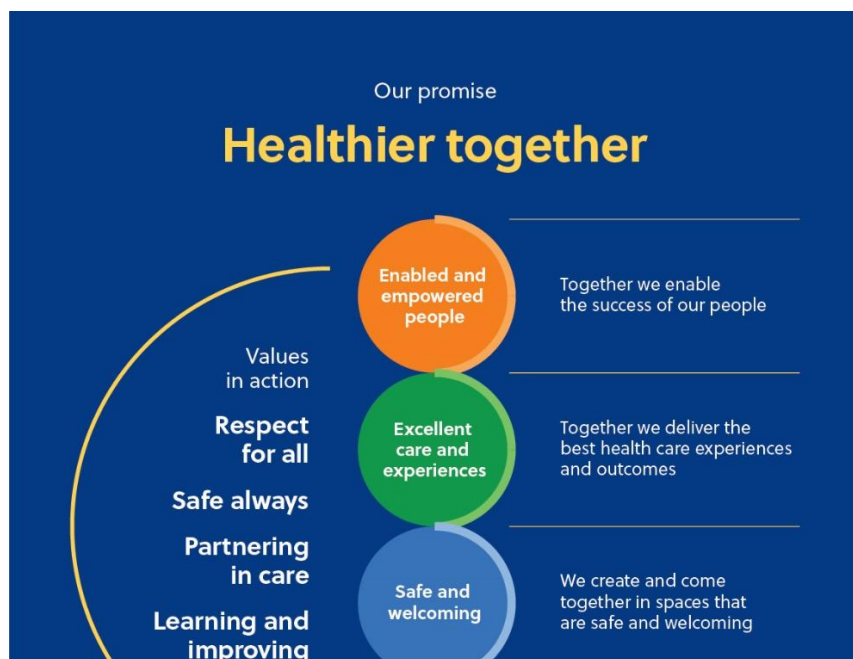 Our promise
Healthier together
Values
in action
Respect
for all
Safe always
Partnering
in care
Learning and
improving
Enabled and
empowered
people
Together we enable
the success of our people
Excellent
care and
experiences
Together we deliver the
best health care experiences
and outcomes
Safe and
welcoming
We create and come
together in spaces that
are safe and welcoming